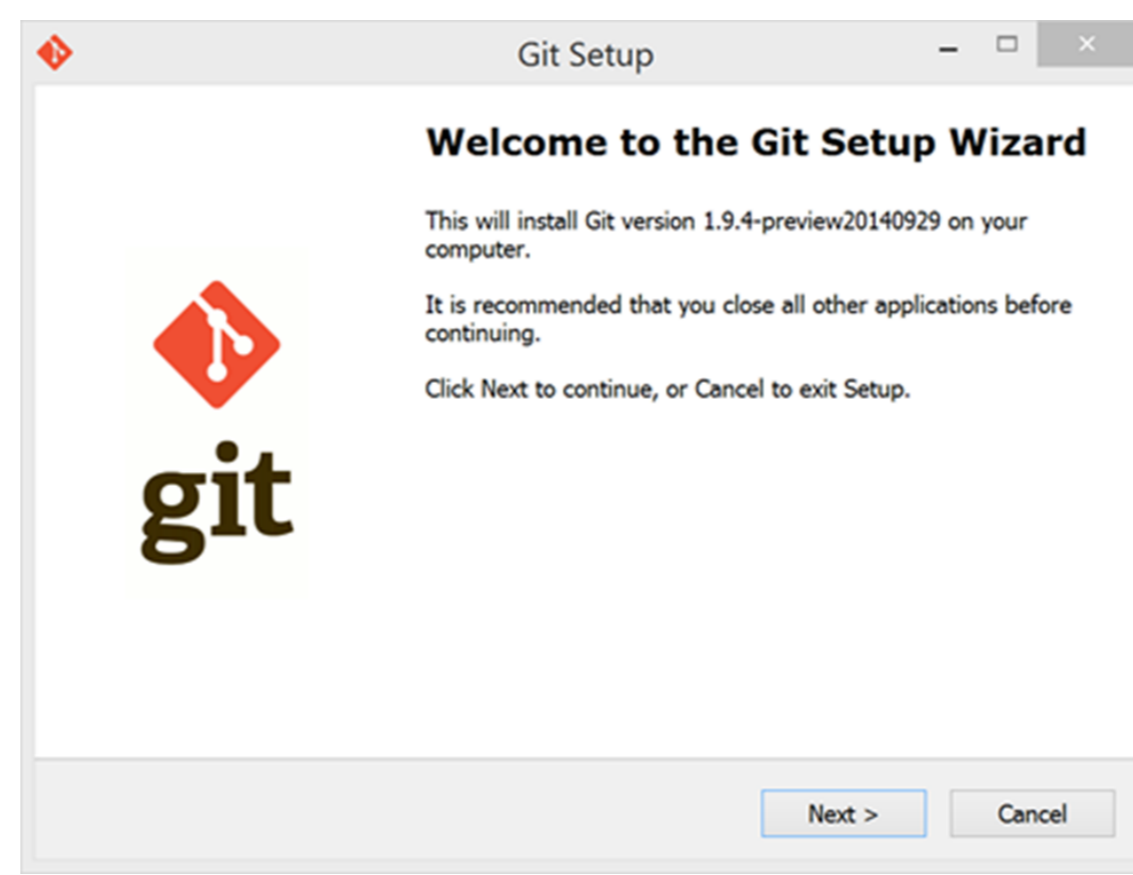 Git Setup
Welcome to the Git Setup Wizard
This will install Git version 1.9.4-preview20140929 on your
computer.
It is recommended that you close all other applications before
continuing.
Click Next to continue, or Cancel to exit Setup.
git
Next >
Cancel